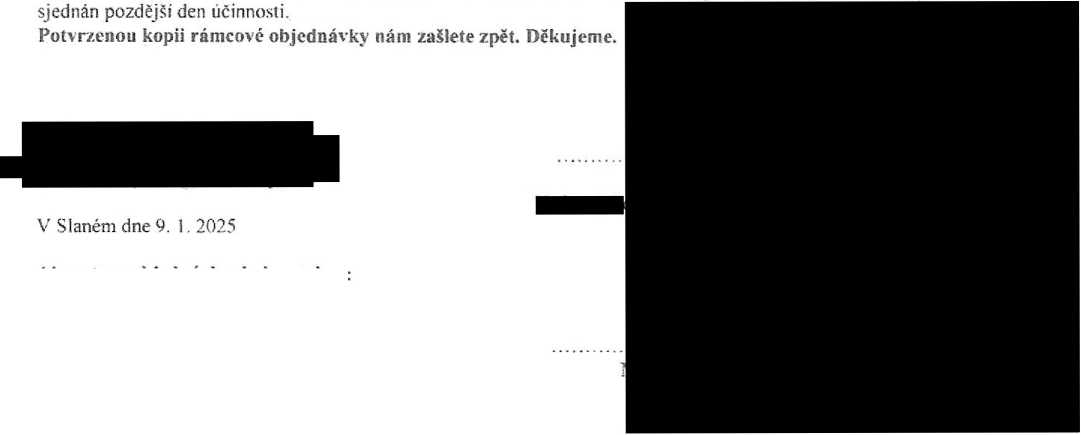 sjednán pozdější den účinnosti.
Potvrzenou kopii rámcové objednávky nám zašlete zpět. Děkujeme.
V Slaném dne 9. 1. 2025